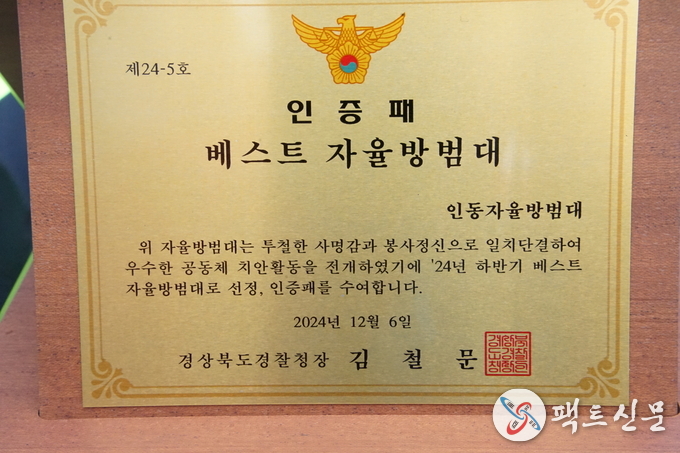 제24-5호
인증패
베스트 자율방범대
인동자율방범대
위 자율방범대는 투철한 사명감과 봉사정신으로 일치단결하여
우수한 공동체 치안활동을 전개하였기에 '24년 하반기 베스트
자율방범대로 선정, 인증패를 수여합니다.
2024년 12월 6일
경상북도경찰청장 김철문
팩트신문